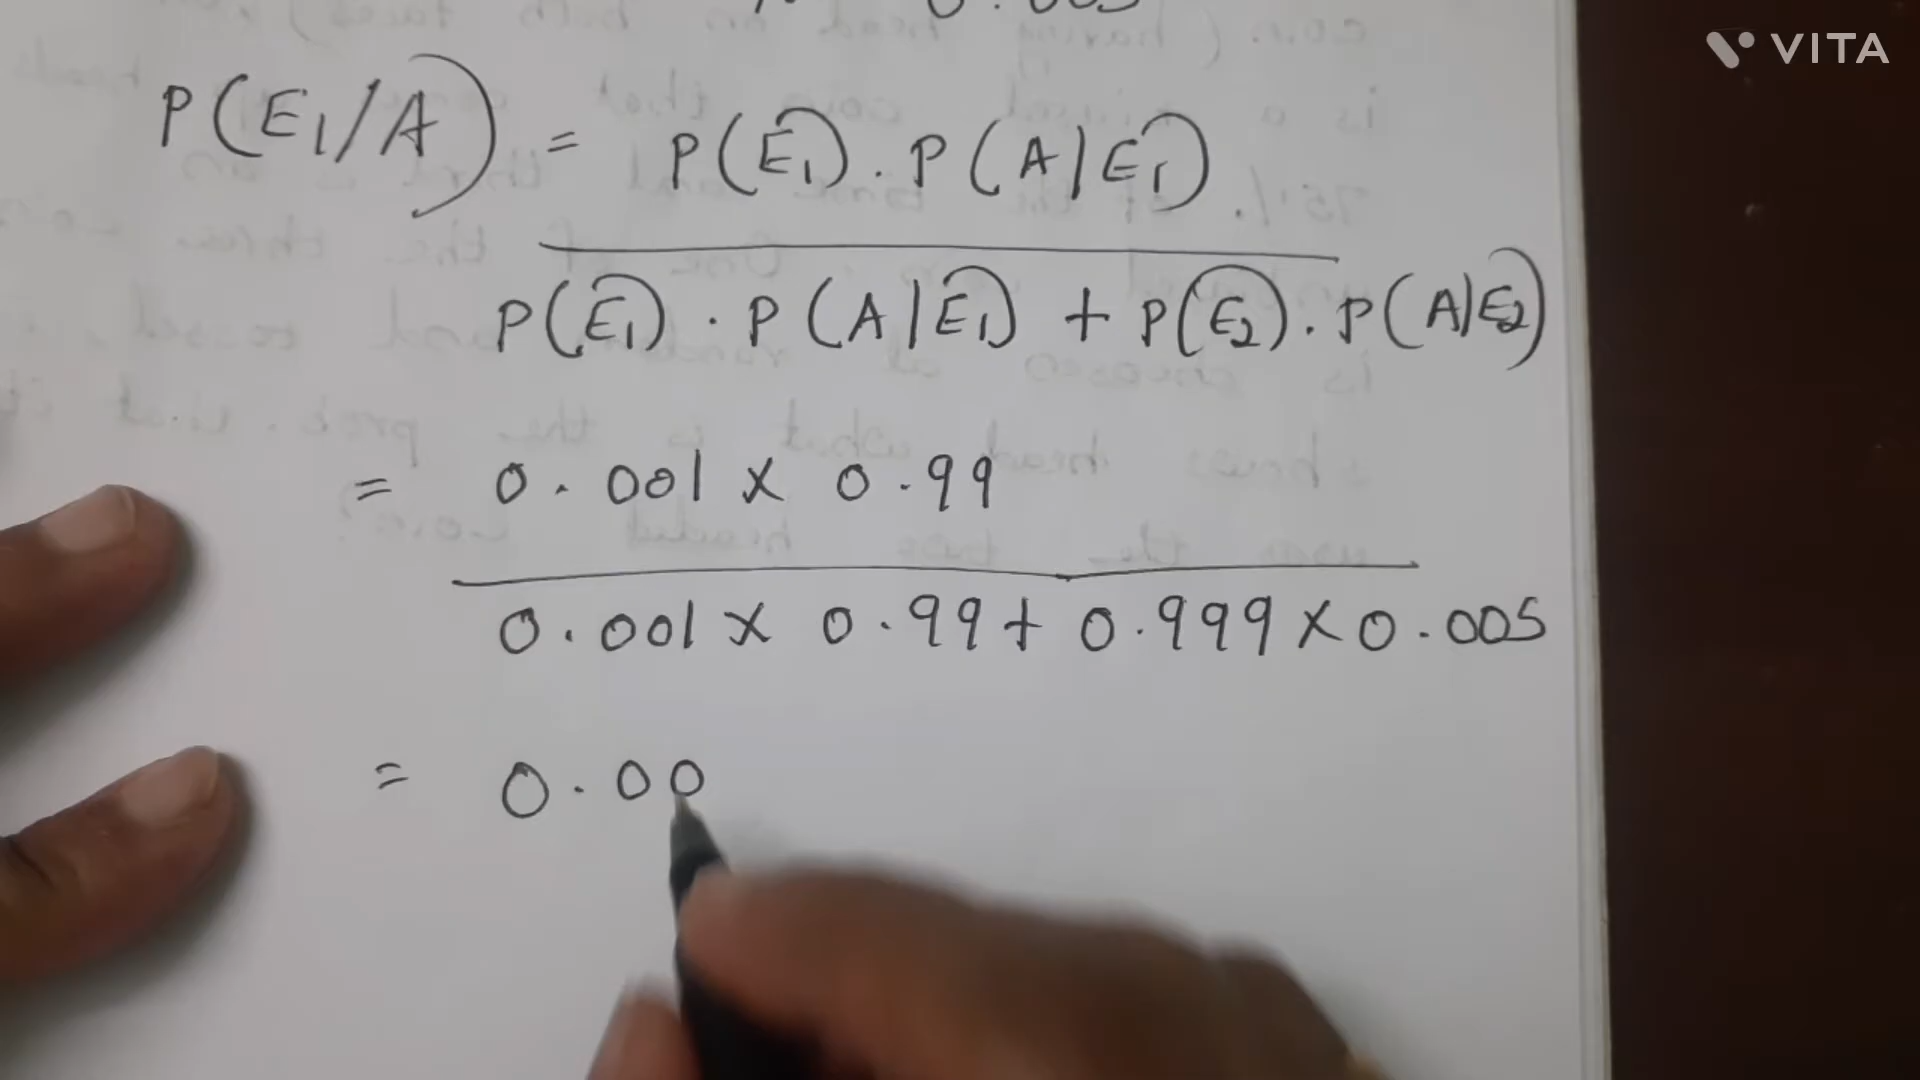 VITA
P(E1/A) = P(E1) . P(A|E1)
P(E1) . P(A|E1) + P(E2) . P(A|E2)
= 0.001 x 0.99
0.001 x 0.99 + 0.999 x 0.005
= 0.00